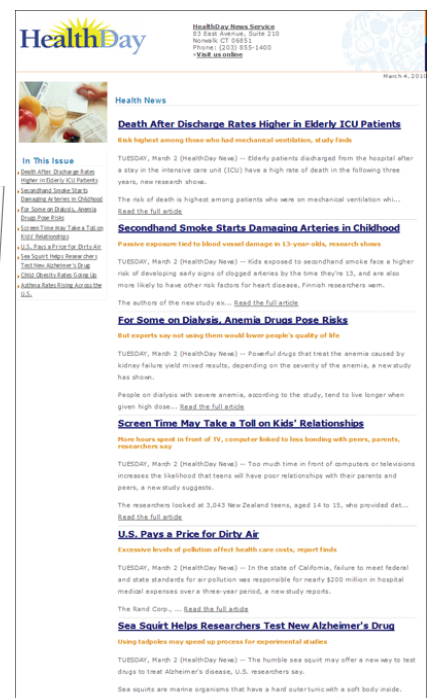 HealthDay
HealthDay News Service
83 East Avenue, Suite 210
Norwalk CT 06851
Phone: (203) 855-1400
»Visit us online
March 4, 2010
In This Issue
Death After Discharge Rates
Higher in Elderly ICU Patients
Secondhand Smoke Starts
Damaging Arteries in Childhood
For Some on Dialysis, Anemia
Drugs Pose Risks
Screen Time May Take a Toll on
Kids' Relationships
U.S. Pays a Price for Dirty Air
Sea Squirt Helps Researchers
Test New Alzheimer's Drug
Child Obesity Rates Going Up
Asthma Rates Rising Across the
U.S.
Health News
Death After Discharge Rates Higher in Elderly ICU Patients
Risk highest among those who had mechanical ventilation, study finds
TUESDAY, March 2 (HealthDay News) -- Elderly patients discharged from the hospital after
a stay in the intensive care unit (ICU) have a high rate of death in the following three
years, new research shows.
The risk of death is highest among patients who were on mechanical ventilation whi...
Read the full article
Secondhand Smoke Starts Damaging Arteries in Childhood
Passive exposure tied to blood vessel damage in 13-year-olds, research shows
TUESDAY, March 2 (HealthDay News) -- Kids exposed to secondhand smoke face a higher
risk of developing early signs of clogged arteries by the time they're 13, and are also
more likely to have other risk factors for heart disease, Finnish researchers warn.
The authors of the new study ex... Read the full article
For Some on Dialysis, Anemia Drugs Pose Risks
But experts say not using them would lower people's quality of life
TUESDAY, March 2 (HealthDay News) -- Powerful drugs that treat the anemia caused by
kidney failure yield mixed results, depending on the severity of the anemia, a new study
has shown.
People on dialysis with severe anemia, according to the study, tend to live longer when
given high dose... Read the full article
Screen Time May Take a Toll on Kids' Relationships
More hours spent in front of TV, computer linked to less bonding with peers, parents,
researchers say
TUESDAY, March 2 (HealthDay News) -- Too much time in front of computers or televisions
increases the likelihood that teens will have poor relationships with their parents and
peers, a new study suggests.
The researchers looked at 3,043 New Zealand teens, aged 14 to 15, who provided det...
Read the full article
U.S. Pays a Price for Dirty Air
Excessive levels of pollution affect health care costs, report finds
TUESDAY, March 2 (HealthDay News) -- In the state of California, failure to meet federal
and state standards for air pollution was responsible for nearly $200 million in hospital
medical expenses over a three-year period, a new study reports.
The Rand Corp., ... Read the full article
Sea Squirt Helps Researchers Test New Alzheimer's Drug
Using tadpoles may speed up process for experimental studies
TUESDAY, March 2 (HealthDay News) -- The humble sea squirt may offer a new way to test
drugs to treat Alzheimer's disease, U.S. researchers say.
Sea squirts are marine organisms that have a hard outer tunic with a soft body inside.